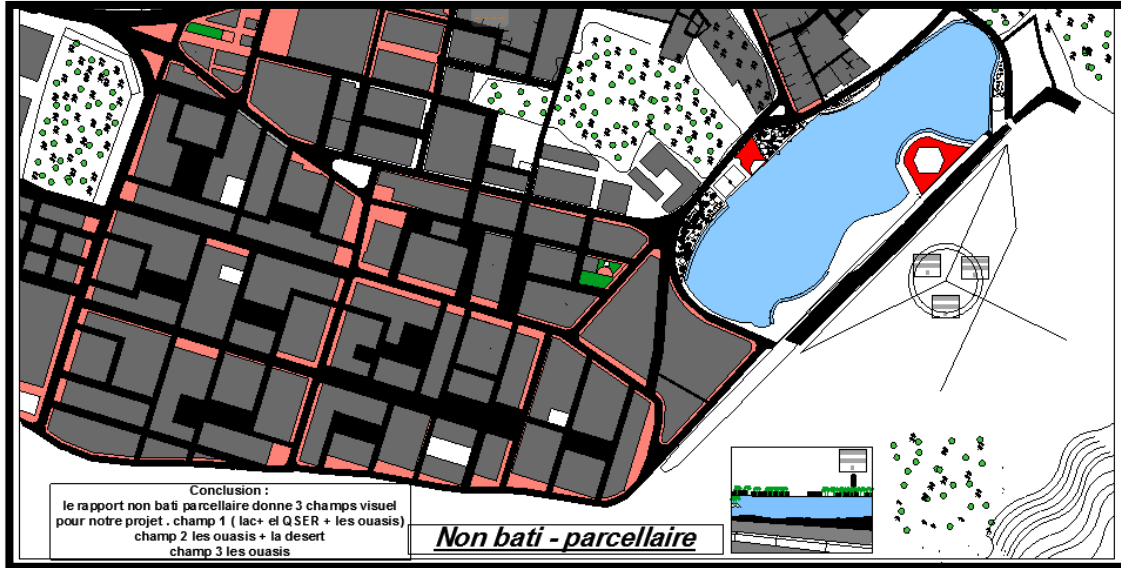 Conclusion :
le rapport non bati parcellaire donne 3 champs visuel
pour notre projet . champ 1 ( lac+ el QSER + les ouasis)
champ 2 les ouasis + la desert
champ 3 les ouasis
Non bati - parcellaire